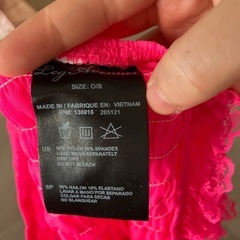 Leg Avenue
SIZE: O/S
MADE IN / FABRIQUE EN: VIETNAM
RN#: 130015 205121
US 90% NYLON 10% SPANDEX
HAND WASH SEPARATELY.
DRIP DRY
DO NOT BLEACH
SP 90% NAILON 10% ELASTANO
LAVAR A MANO POR SEPARADO
COLGAR PARA SECAR
NO BLANQUEAR